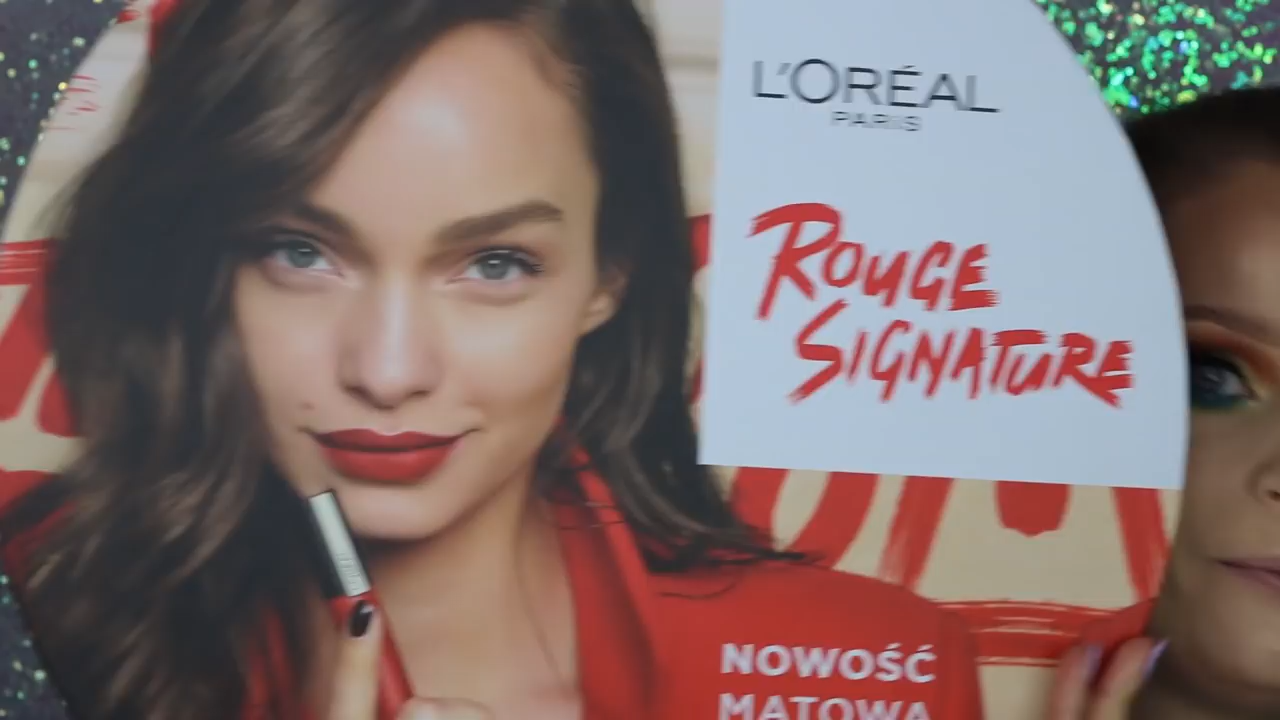 L'ORÉAL
PARIS
ROUGE
SIGNATURE
NOWOŚĆ
MATOWA